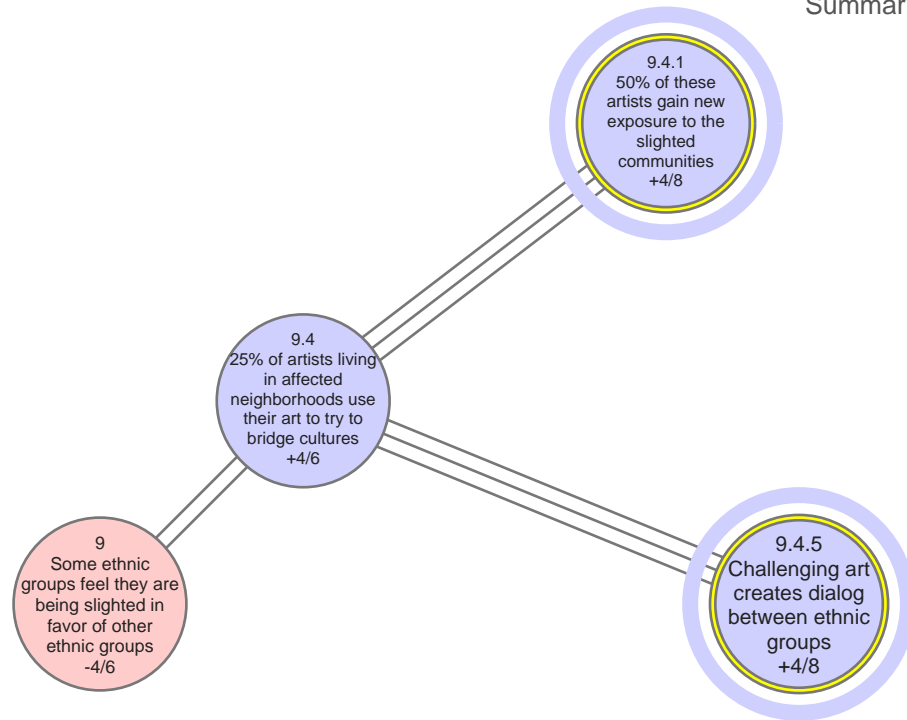 Summar
9.4.1
50% of these
artists gain new
exposure to the
slighted
communities
+4/8
9.4
25% of artists living
in affected
neighborhoods use
their art to try to
bridge cultures
+4/6
9
Some ethnic
groups feel they are
being slighted in
favor of other
ethnic groups
-4/6
9.4.5
Challenging art
creates dialog
between ethnic
groups
+4/8